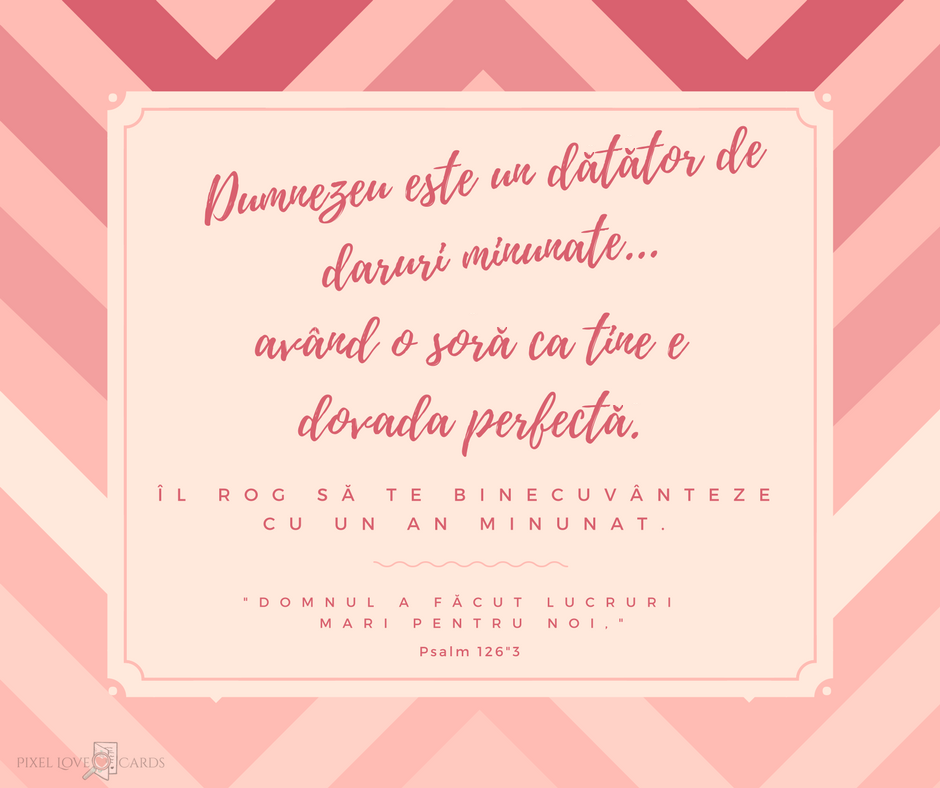 Dumnezeu este un dătător de
daruri minunate...
având o soră ca tine e
dovada perfectă.
ÎL ROG SĂ TE BINECUVÂNTEZE
CU UN AN MINUNAT.
"DOMNUL A FĂCUT LUCRURI
MARI PENTRU NOI,"
Psalm 126"3
PIXEL LOVE CARDS